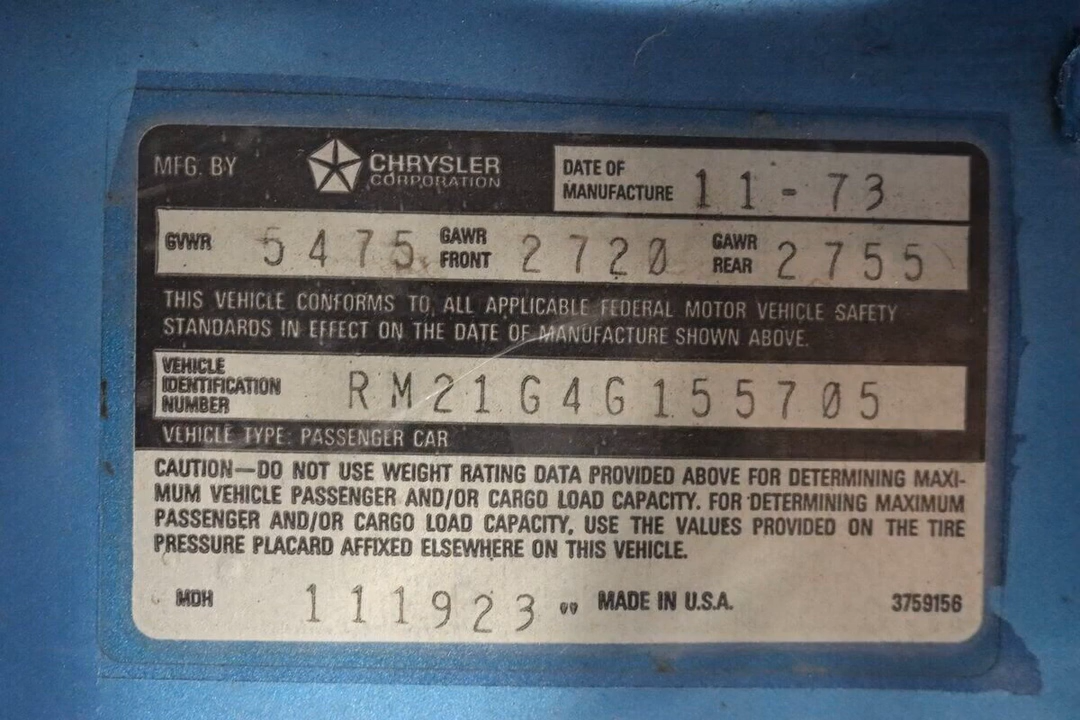 MFG. BY CHRYSLER CORPORATION
DATE OF MANUFACTURE 11-73
GVWR 5475 GAWR FRONT 2720 GAWR REAR 2755
THIS VEHICLE CONFORMS TO ALL APPLICABLE FEDERAL MOTOR VEHICLE SAFETY
STANDARDS IN EFFECT ON THE DATE OF MANUFACTURE SHOWN ABOVE.
VEHICLE IDENTIFICATION NUMBER RM21G4G155705
VEHICLE TYPE: PASSENGER CAR
CAUTION—DO NOT USE WEIGHT RATING DATA PROVIDED ABOVE FOR DETERMINING MAXI-
MUM VEHICLE PASSENGER AND/OR CARGO LOAD CAPACITY. FOR DETERMINING MAXIMUM
PASSENGER AND/OR CARGO LOAD CAPACITY, USE THE VALUES PROVIDED ON THE TIRE
PRESSURE PLACARD AFFIXED ELSEWHERE ON THIS VEHICLE.
MDH 111923 „ MADE IN U.S.A. 3759156